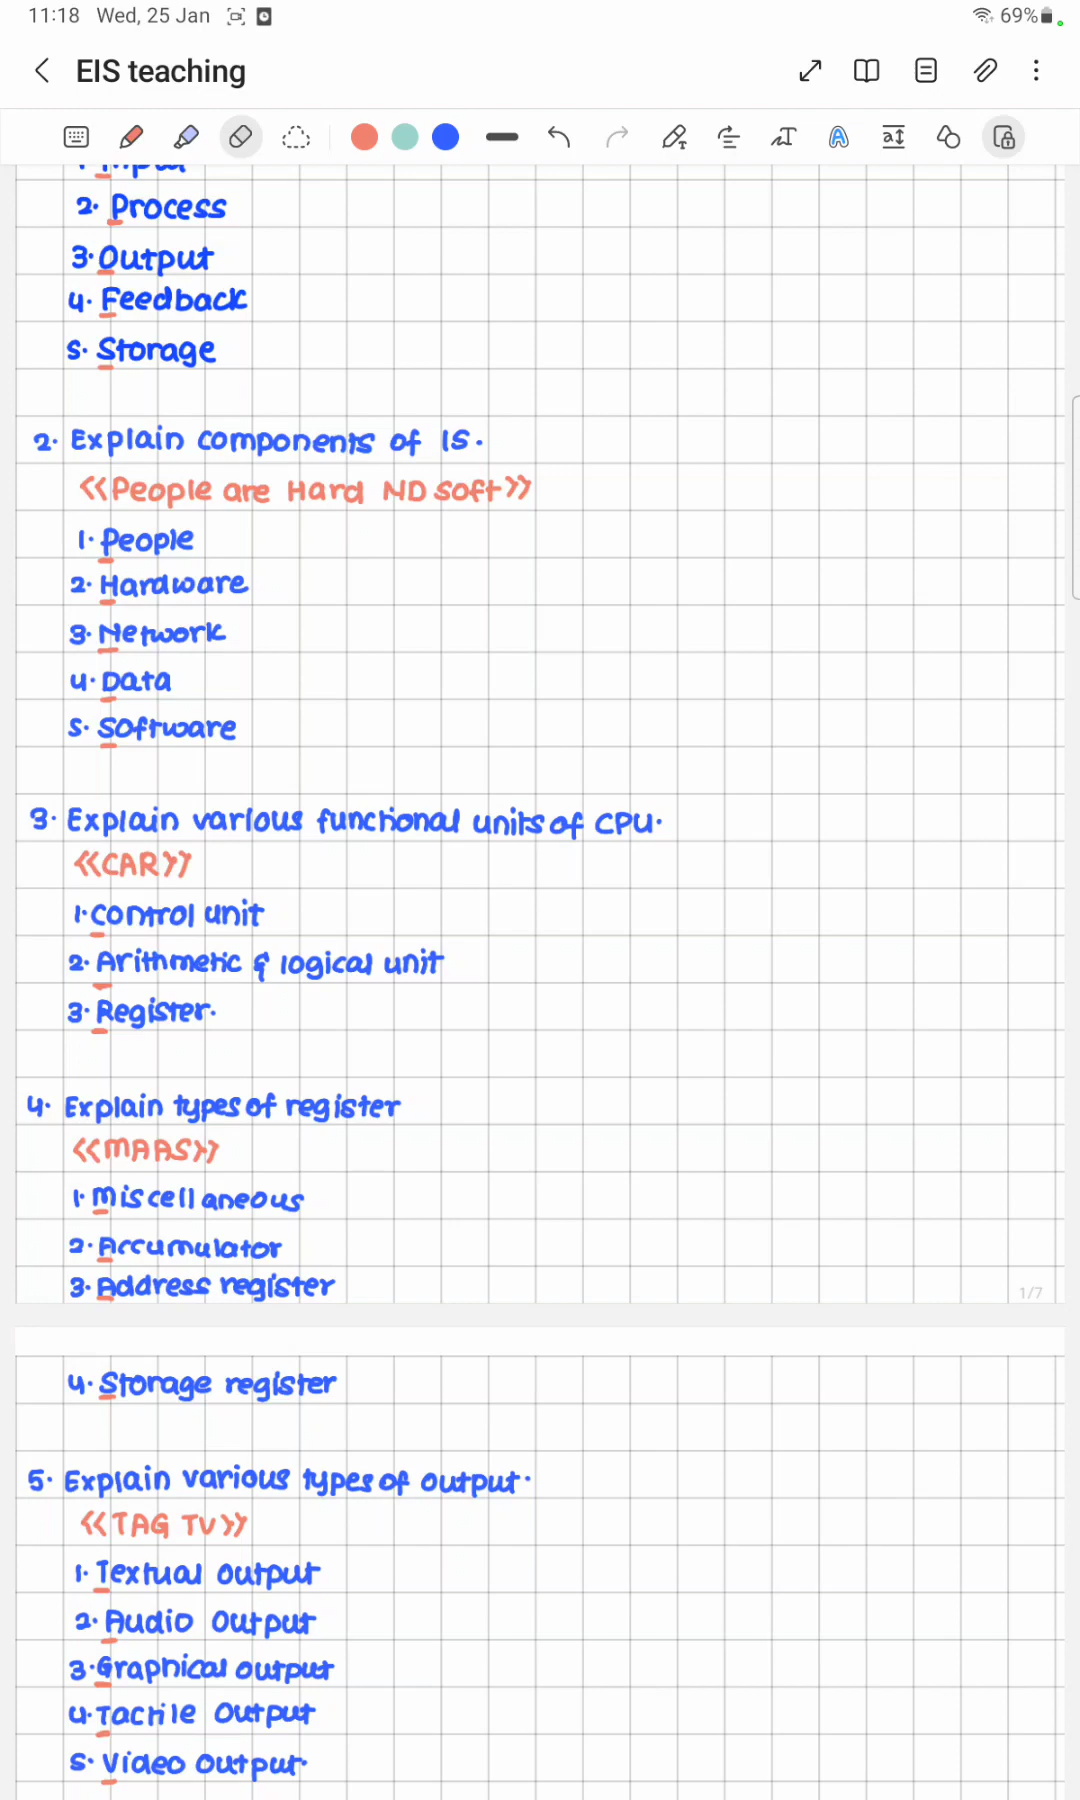 11:18 Wed, 25 Jan 69%
EIS teaching
1. Input
2. Process
3. Output
4. Feedback
5. Storage
2. Explain components of IS.
<<People are Hard ND Soft>>
1. People
2. Hardware
3. Network
4. Data
5. Software
3. Explain various functional units of CPU.
<<CAR>>
1. Control unit
2. Arithmetic & logical unit
3. Register.
4. Explain types of register
<<MAAS>>
1. Miscellaneous
2. Accumulator
3. Address register
1/7
4. Storage register
5. Explain various types of output.
<<TAG TV>>
1. Textual output
2. Audio output
3. Graphical output
4. Tactile output
5. Video output.